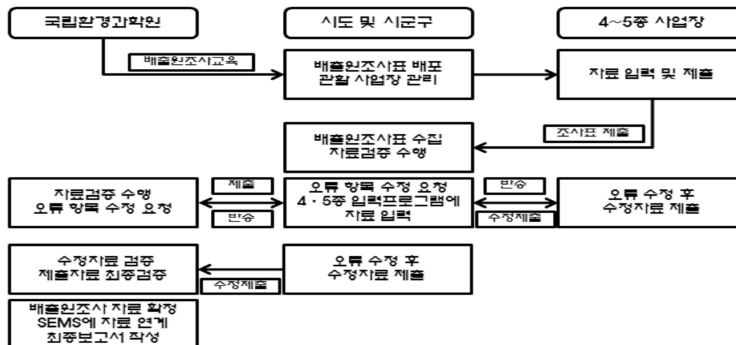 국립환경과학원
시도 및 시군구
4~5종 사업장
배출원조사교육
배출원조사표 배포
관할 사업장 관리
자료 입력 및 제출
배출원조사표 수집
자료검증 수행
조사표 제출
자료검증 수행
오류 항목 수정 요청
제출
반송
오류 항목 수정 요청
4·5종 입력프로그램에
자료 입력
반송
수정제출
오류 수정 후
수정자료 제출
수정자료 검증
제출자료 최종검증
수정제출
오류 수정 후
수정자료 제출
배출원조사 자료 확정
SEMS에 자료 연계
최종보고서 작성